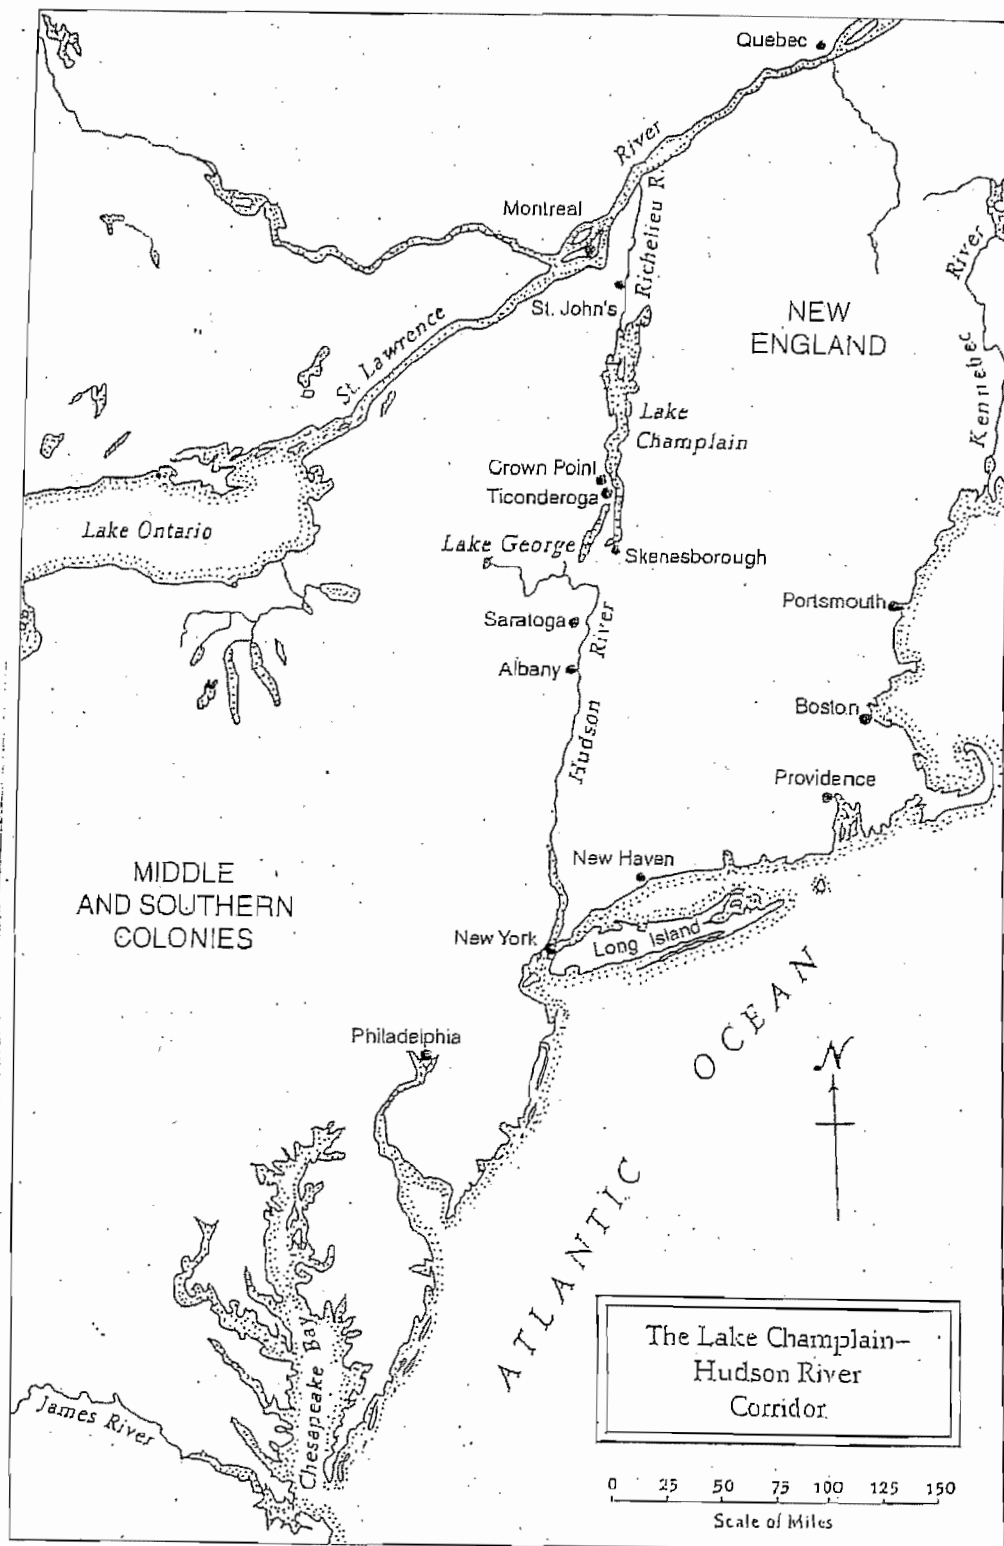 Quebec
River
Montreal
Richelieu R.
St. John's
NEW
ENGLAND
River
Kennebec
St. Lawrence
Lake
Champlain
Crown Point
Ticonderoga
Lake Ontario
Lake George
Skenesborough
Portsmouth
Saratoga
River
Albany
Boston
Hudson
Providence
MIDDLE
AND SOUTHERN
COLONIES
New Haven
New York
Long Island
ATLANTIC OCEAN
Philadelphia
N
The Lake Champlain–
Hudson River
Corridor
James River
Chesapeake Bay
0 25 50 75 100 125 150
Scale of Miles